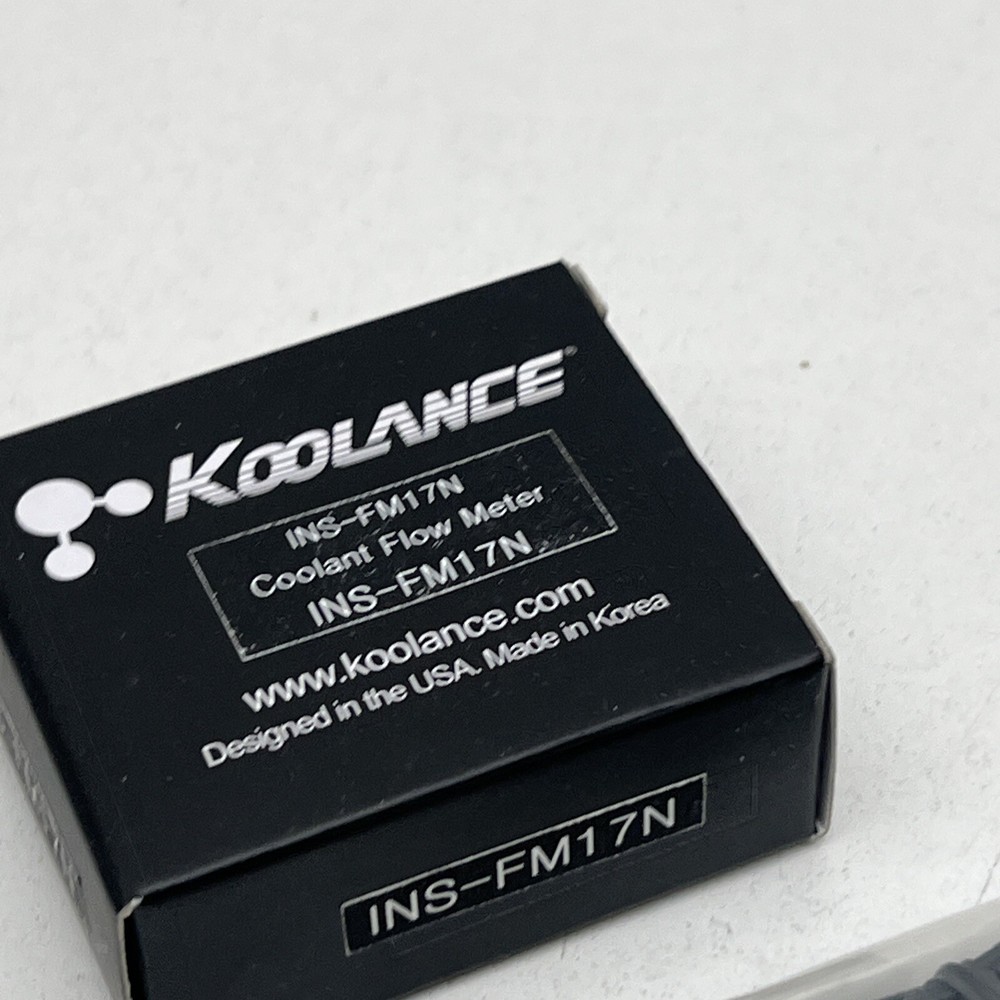 KOOLANCE
INS-FM17N
Coolant Flow Meter
INS-FM17N
www.koolance.com
Designed in the USA. Made in Korea
INS-FM17N